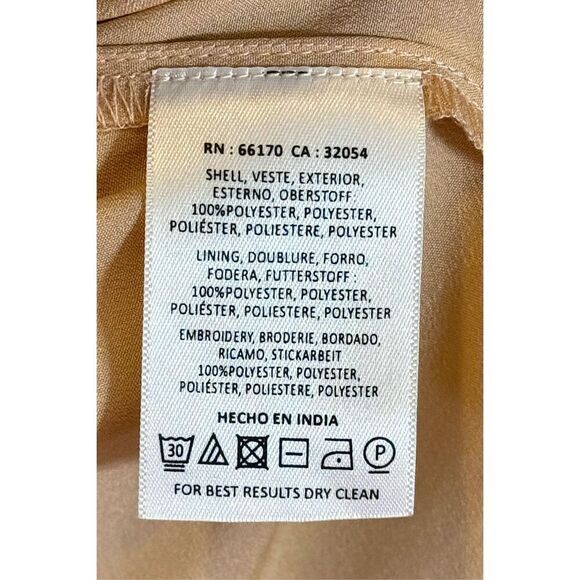 RN : 66170 CA : 32054
SHELL, VESTE, EXTERIOR,
ESTERNO, OBERSTOFF:
100%POLYESTER, POLYESTER,
POLIÉSTER, POLIESTERE, POLYESTER
LINING, DOUBLURE, FORRO,
FODERA, FUTTERSTOFF :
100%POLYESTER, POLYESTER,
POLIÉSTER, POLIESTERE, POLYESTER
EMBROIDERY, BRODERIE, BORDADO,
RICAMO, STICKARBEIT
100%POLYESTER, POLYESTER,
POLIÉSTER, POLIESTERE, POLYESTER
HECHO EN INDIA
30 P
FOR BEST RESULTS DRY CLEAN